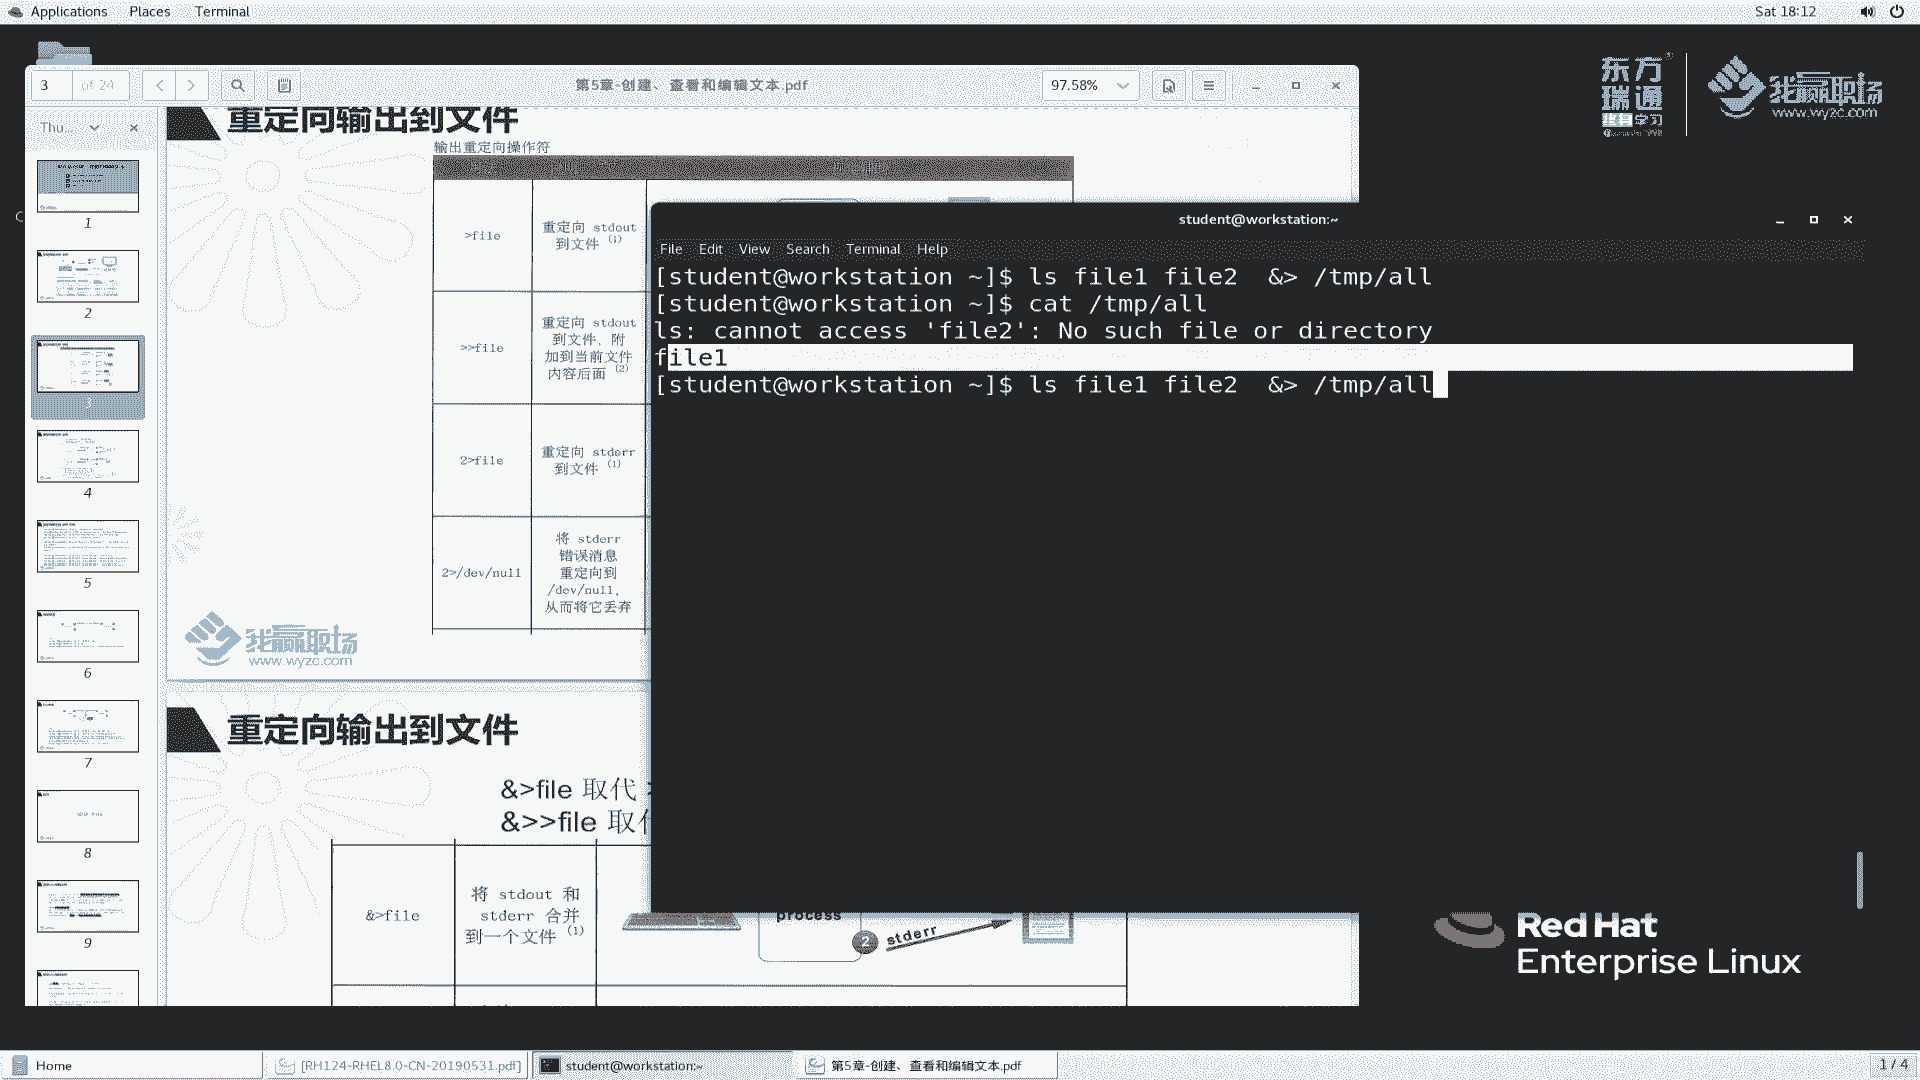 Applications Places Terminal
Sat 18:12
3 of 24
第5章-创建、查看和编辑文本.pdf
97.58%
东方瑞通
教育学习
我赢职场
www.wyzc.com
Thu...
1
2
3
4
5
6
7
8
9
重定向输出到文件
输出重定向操作符
>file
重定向 stdout
到文件 (1)
>>file
重定向 stdout
到文件, 附
加到当前文件
内容后面 (2)
2>file
重定向 stderr
到文件 (1)
2>/dev/null
将 stderr
错误消息
重定向到
/dev/null,
从而将它丢弃
我赢职场
www.wyzc.com
重定向输出到文件
&>file 取代
&>>file 取代
&>file
将 stdout 和
stderr 合并
到一个文件 (1)
process
2 stderr
student@workstation:~
File Edit View Search Terminal Help
[student@workstation ~]$ ls file1 file2  &> /tmp/all
[student@workstation ~]$ cat /tmp/all
ls: cannot access 'file2': No such file or directory
file1
[student@workstation ~]$ ls file1 file2  &> /tmp/all
Red Hat
Enterprise Linux
Home
[RH124-RHEL8.0-CN-20190531.pdf]
student@workstation:~
第5章-创建、查看和编辑文本.pdf
1 / 4